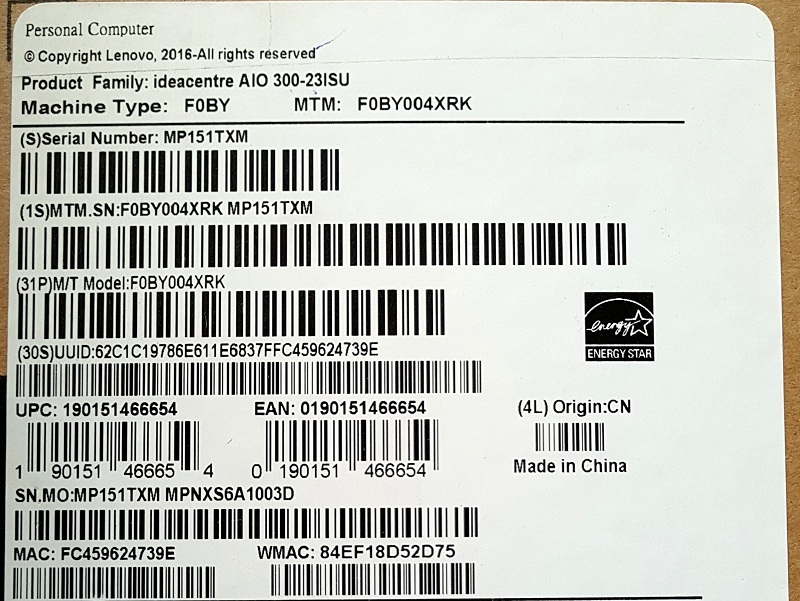 Personal Computer
© Copyright Lenovo, 2016-All rights reserved
Product Family: ideacentre AIO 300-23ISU
Machine Type: F0BY MTM: F0BY004XRK
(S)Serial Number: MP151TXM
(1S)MTM.SN:F0BY004XRK MP151TXM
(31P)M/T Model:F0BY004XRK
energy
ENERGY STAR
(30S)UUID:62C1C19786E611E6837FFC459624739E
UPC: 190151466654 EAN: 0190151466654 (4L) Origin:CN
1 90151 46665 4 0 190151 466654 Made in China
SN.MO:MP151TXM MPNXS6A1003D
MAC: FC459624739E WMAC: 84EF18D52D75